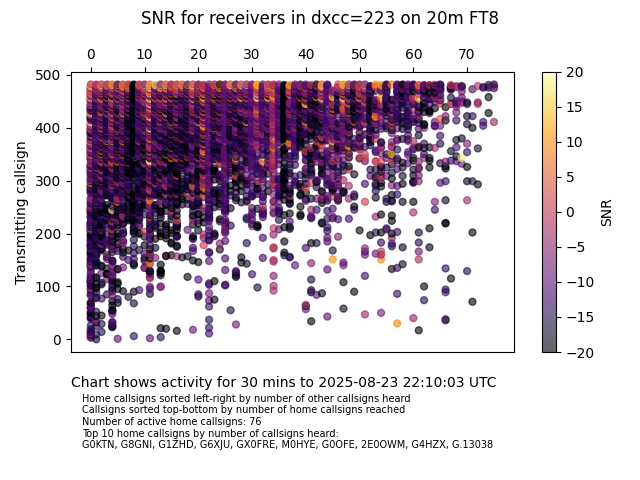 SNR for receivers in dxcc=223 on 20m FT8
0 10 20 30 40 50 60 70
500
400
300
200
100
0
Transmitting callsign
20
15
10
5
0
−5
−10
−15
−20
SNR
Chart shows activity for 30 mins to 2025-08-23 22:10:03 UTC
Home callsigns sorted left-right by number of other callsigns heard
Callsigns sorted top-bottom by number of home callsigns reached
Number of active home callsigns: 76
Top 10 home callsigns by number of callsigns heard:
G0KTN, G8GNI, G1ZHD, G6XJU, GX0FRE, M0HYE, G0OFE, 2E0OWM, G4HZX, G.13038